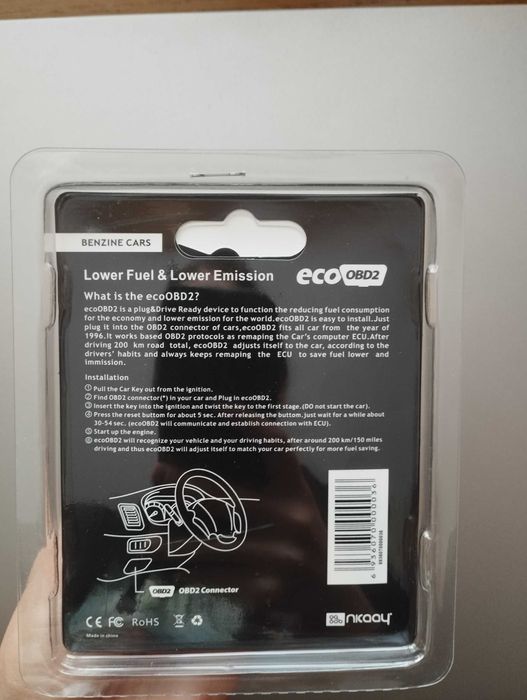 BENZINE CARS
Lower Fuel & Lower Emission
eco OBD2
What is the ecoOBD2?
ecoOBD2 is a plug&Drive Ready device to function the reducing fuel consumption
for the economy and lower emission for the world.ecoOBD2 is easy to install.Just
plug it into the OBD2 connector of cars,ecoOBD2 fits all car from the year of
1996.It works based OBD2 protocols as remaping the Car's computer ECU.After
driving 200 km road total, ecoOBD2 adjusts itself to the car, according to the
drivers' habits and always keeps remaping the ECU to save fuel lower and
immission.
Installation
① Pull the Car Key out from the ignition.
② Find OBD2 connector(*) in your car and Plug in ecoOBD2.
③ Insert the key into the ignition and twist the key to the first stage.(DO not start the car).
④ Press the reset buttom for about 5 sec. After releasing the buttom.just wait for a while about
30-54 sec. (ecoOBD2 will communicate and establish connection with ECU).
⑤ Start up the engine.
⑥ ecoOBD2 will recognize your vehicle and your driving habits, after around 200 km/150 miles
driving and thus ecoOBD2 will adjust itself to match your car perfectly for more fuel saving.
6 936070 000036
6936070000036
OBD2 OBD2 Connector
CE FC RoHS
nicaay
Made in china